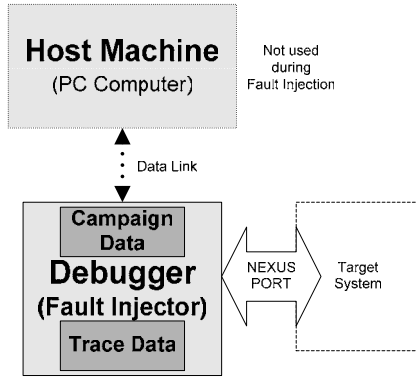 Host Machine
(PC Computer)
Not used
during
Fault Injection
Data Link
Campaign
Data
Debugger
(Fault Injector)
Trace Data
NEXUS
PORT
Target
System